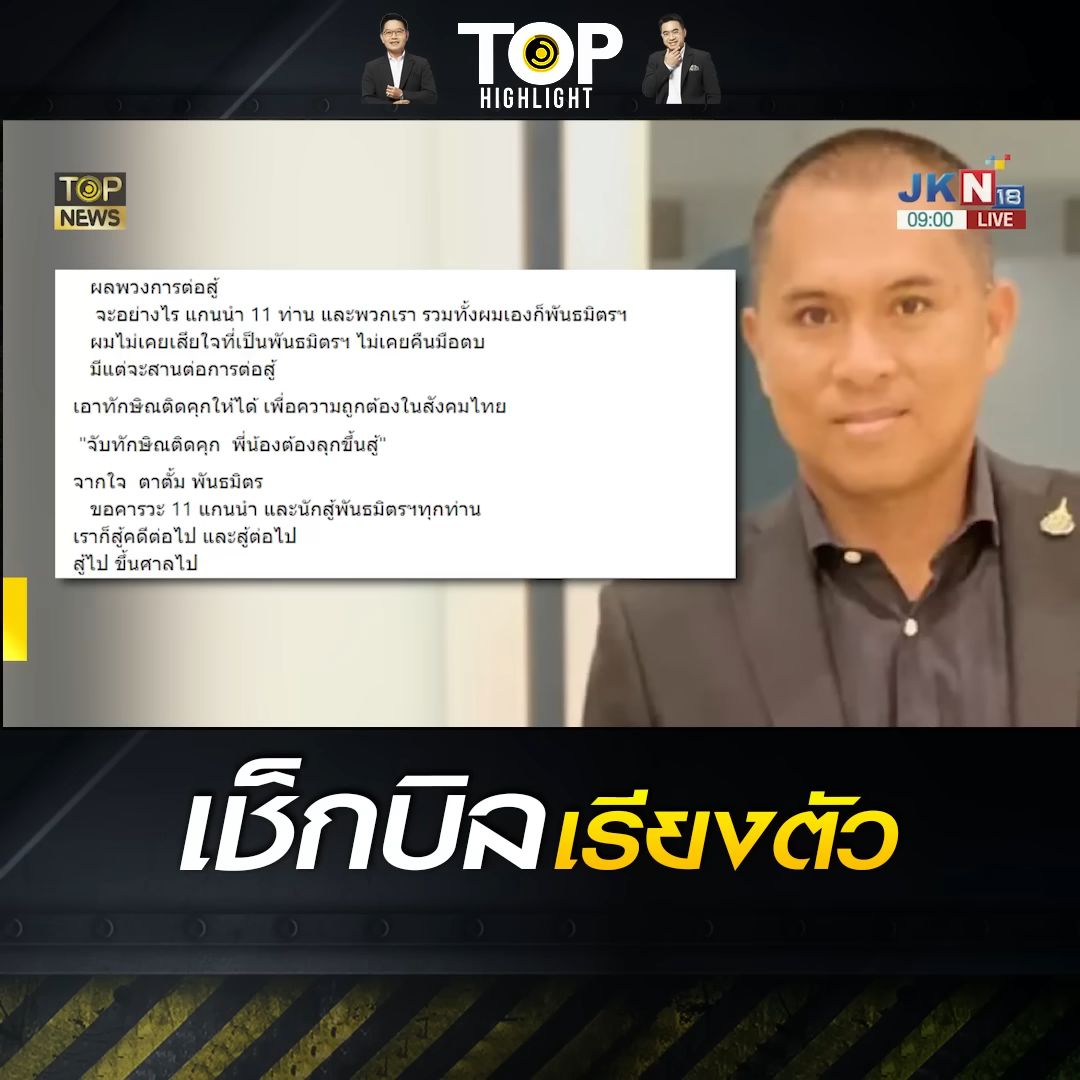 TOP
HIGHLIGHT
TOP
NEWS
JKN18
09:00 LIVE
ผลพวงการต่อสู้
จะอย่างไร แกนนำ 11 ท่าน และพวกเรา รวมทั้งผมเองก็พันธมิตรฯ
ผมไม่เคยเสียใจที่เป็นพันธมิตรฯ ไม่เคยคืนมือตบ
มีแต่จะสานต่อการต่อสู้
เอาทักษิณติดคุกให้ได้ เพื่อความถูกต้องในสังคมไทย
"จับทักษิณติดคุก พี่น้องต้องลุกขึ้นสู้"
จากใจ ตาตั้ม พันธมิตร
ขอคารวะ 11 แกนนำ และนักสู้พันธมิตรฯทุกท่าน
เราก็สู้คดีต่อไป และสู้ต่อไป
สู้ไป ขึ้นศาลไป
เช็กบิลเรียงตัว